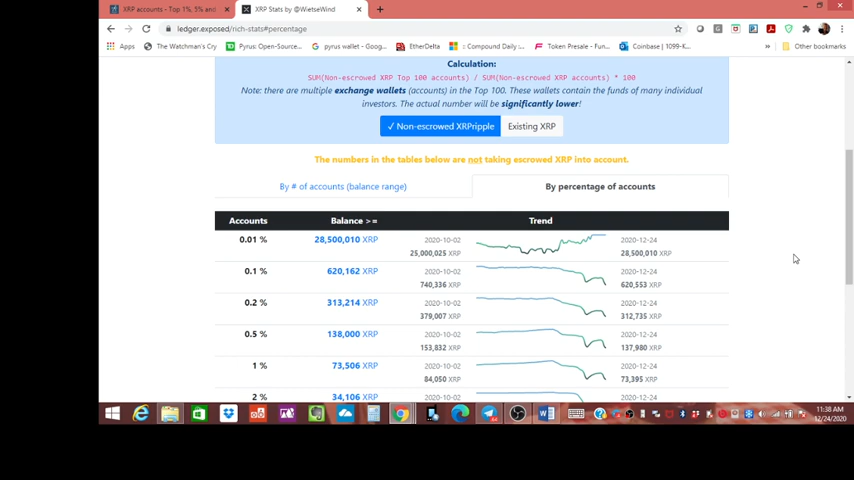 XRP accounts - Top 1%, 5% and
XRP Stats by @WietseWind
ledger.exposed/rich-stats#percentage
Apps
The Watchman's Cry
Pyrus: Open-Source...
pyrus wallet - Goog...
EtherDelta
:: Compound Daily :...
Token Presale - Fun...
Coinbase | 1099-K...
»
Other bookmarks
Calculation:
SUM(Non-escrowed XRP Top 100 accounts) / SUM(Non-escrowed XRP accounts) * 100
Note: there are multiple exchange wallets (accounts) in the Top 100. These wallets contain the funds of many individual
investors. The actual number will be significantly lower!
✓ Non-escrowed XRPripple
Existing XRP
The numbers in the tables below are not taking escrowed XRP into account.
By # of accounts (balance range)
By percentage of accounts
Accounts Balance >= Trend
0.01 % 28,500,010 XRP 2020-10-02 2020-12-24
25,000,025 XRP 28,500,010 XRP
0.1 % 620,162 XRP 2020-10-02 2020-12-24
740,336 XRP 620,553 XRP
0.2 % 313,214 XRP 2020-10-02 2020-12-24
379,007 XRP 312,735 XRP
0.5 % 138,000 XRP 2020-10-02 2020-12-24
153,832 XRP 137,980 XRP
1 % 73,506 XRP 2020-10-02 2020-12-24
84,050 XRP 73,395 XRP
2 % 34,106 XRP 2020-10-02 2020-12-24
11:38 AM
12/24/2020